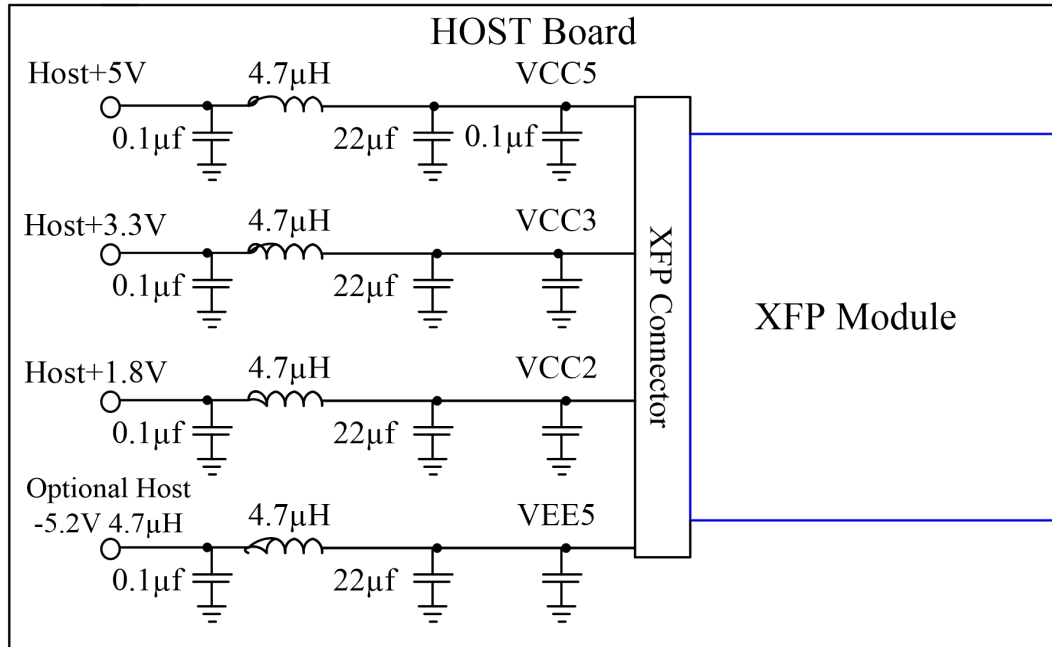 HOST Board
Host+5V
4.7µH
VCC5
0.1µf
22µf
0.1µf
Host+3.3V
4.7µH
VCC3
0.1µf
22µf
Host+1.8V
4.7µH
VCC2
0.1µf
22µf
Optional Host
-5.2V 4.7µH
4.7µH
VEE5
0.1µf
22µf
XFP Connector
XFP Module